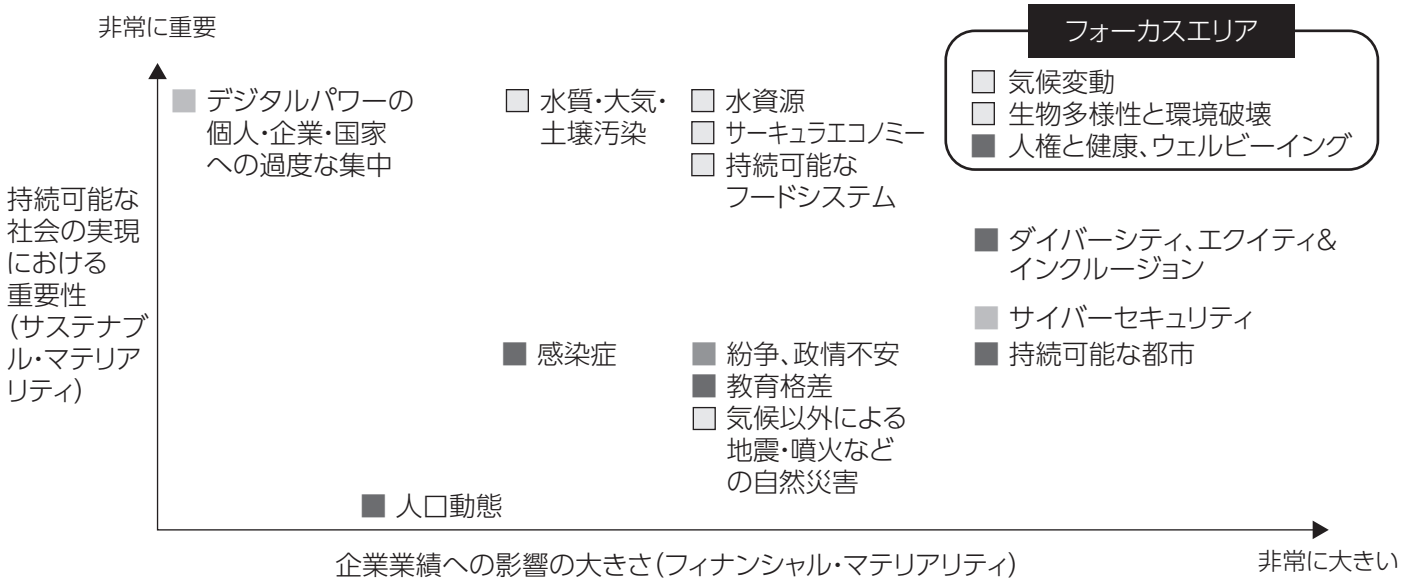 非常に重要
フォーカスエリア
気候変動
生物多様性と環境破壊
人権と健康、ウェルビーイング
デジタルパワーの
個人・企業・国家
への過度な集中
水質・大気・
土壌汚染
水資源
サーキュラエコノミー
持続可能な
フードシステム
持続可能な
社会の実現
における
重要性
(サステナブ
ル・マテリア
リティ)
ダイバーシティ、エクイティ&
インクルージョン
サイバーセキュリティ
持続可能な都市
感染症
紛争、政情不安
教育格差
気候以外による
地震・噴火など
の自然災害
人口動態
企業業績への影響の大きさ(フィナンシャル・マテリアリティ)
非常に大きい